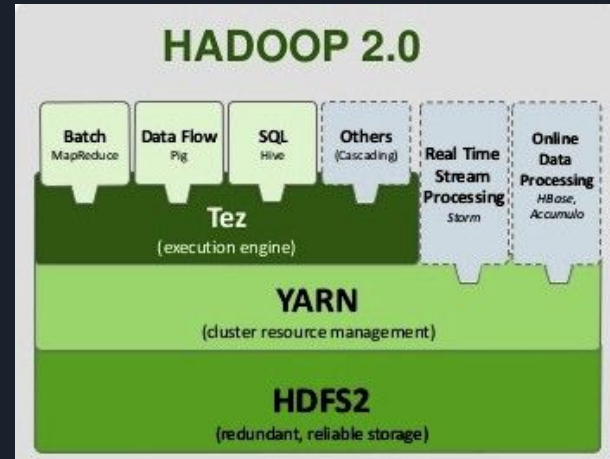 HADOOP 2.0
Batch
MapReduce
Data Flow
Pig
SQL
Hive
Others
(Cascading)
Real Time
Stream
Processing
Storm
Online
Data
Processing
HBase,
Accumulo
Tez
(execution engine)
YARN
(cluster resource management)
HDFS2
(redundant, reliable storage)